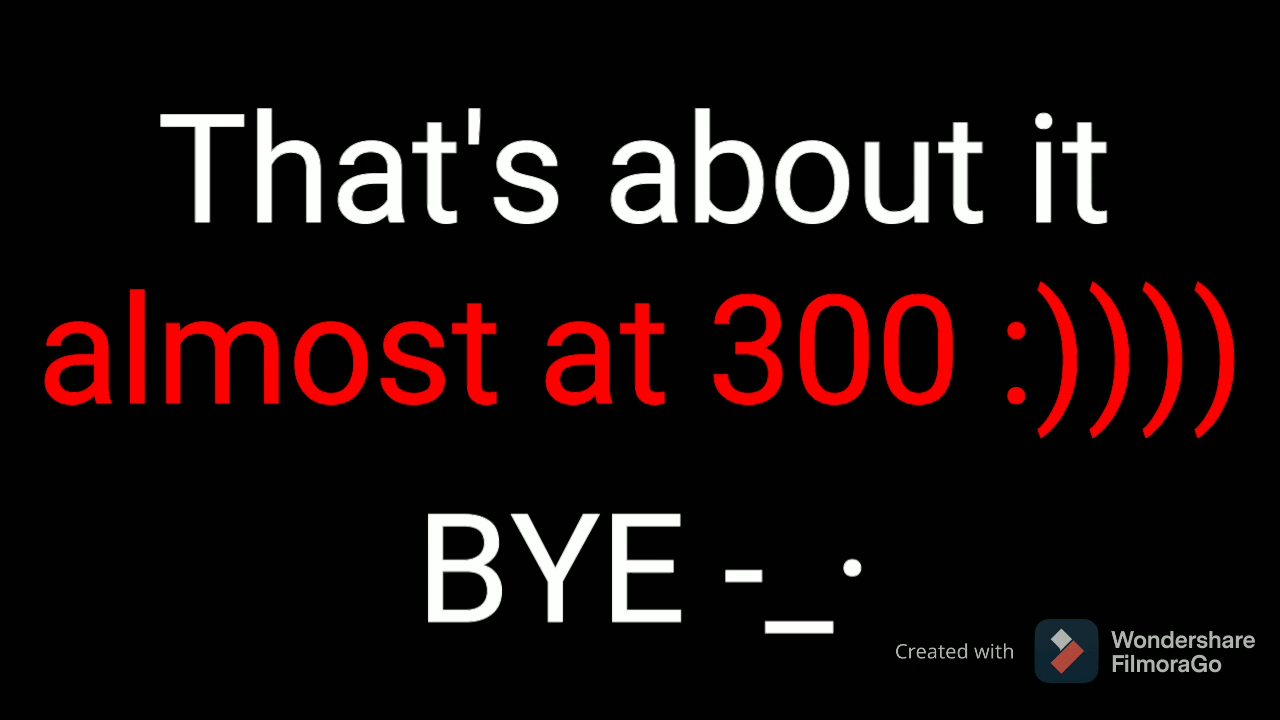 That's about it
almost at 300 :))))
BYE -_·
Created with
Wondershare
FilmoraGo